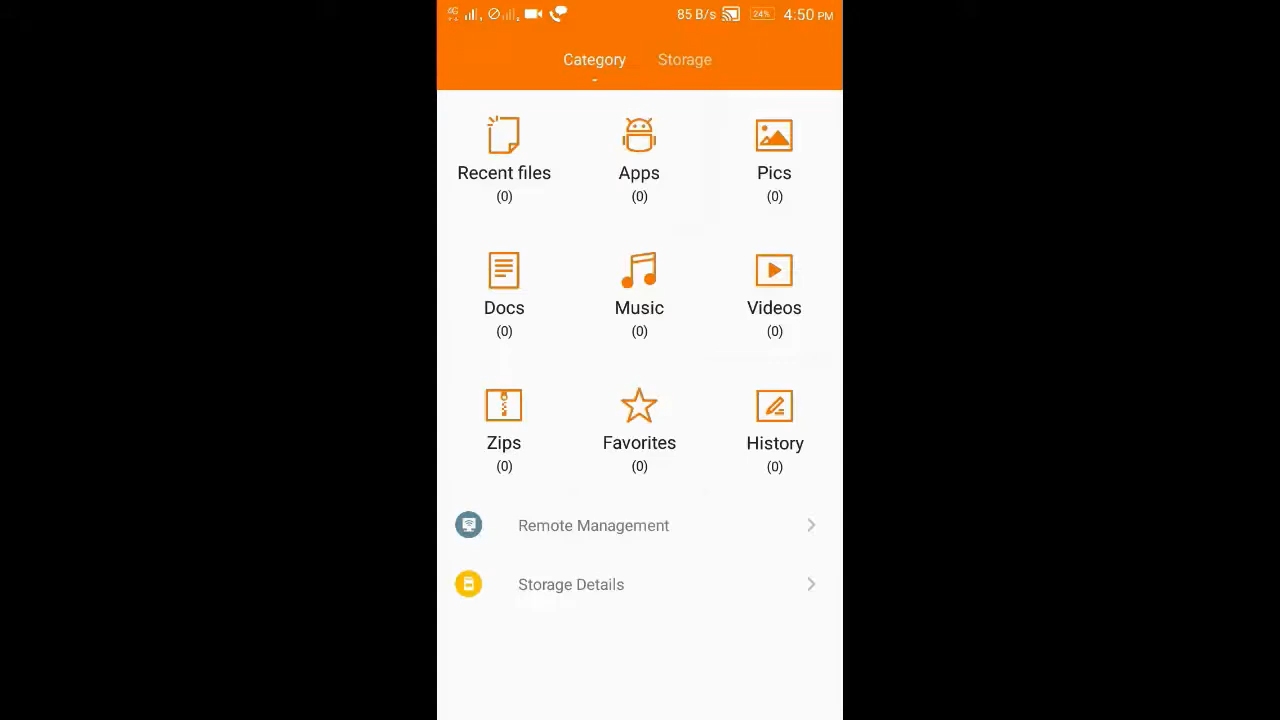 85 B/s 24% 4:50 PM
Category Storage
Recent files Apps Pics
(0) (0) (0)
Docs Music Videos
(0) (0) (0)
Zips Favorites History
(0) (0) (0)
Remote Management
Storage Details